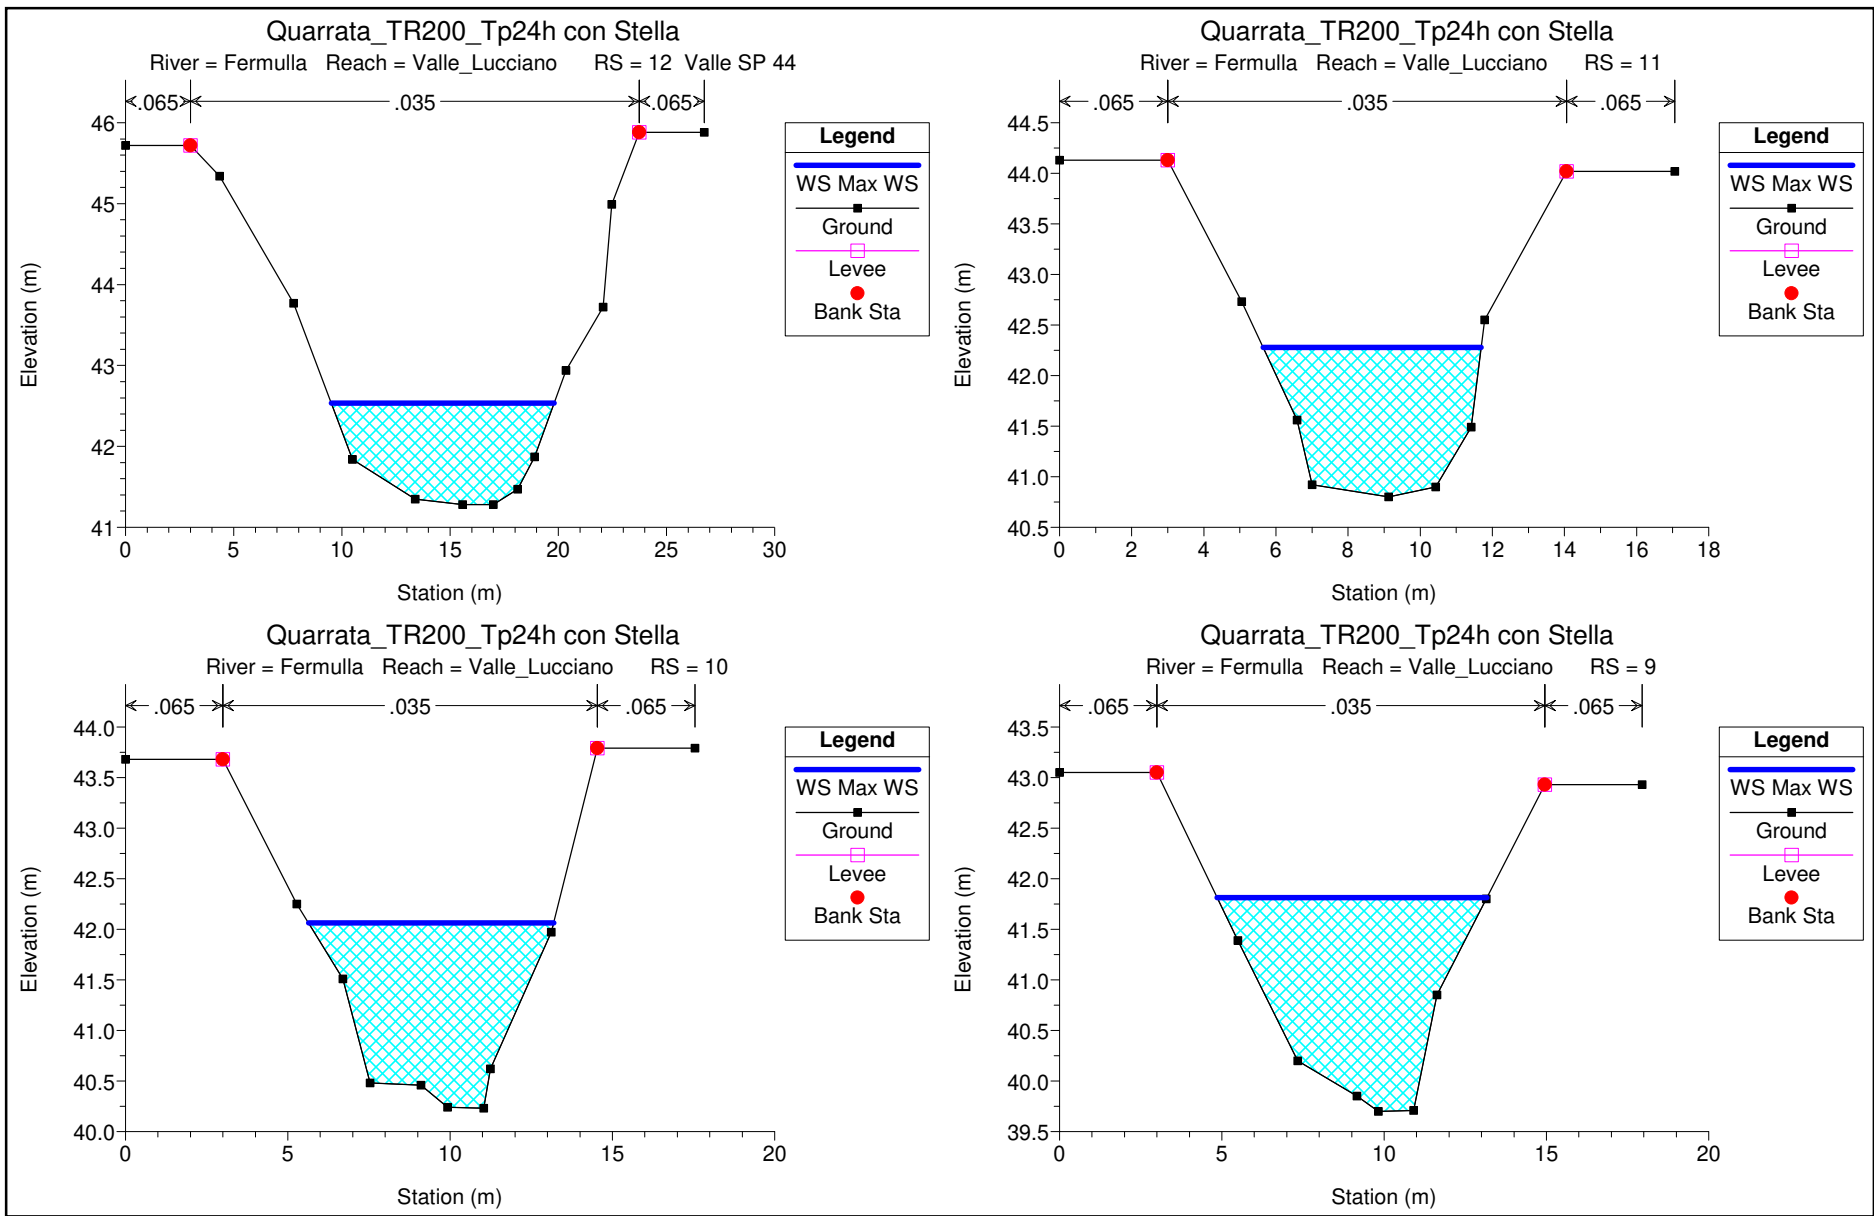 Quarrata_TR200_Tp24h con Stella
River = Fermulla Reach = Valle_Lucciano RS = 12 Valle SP 44
.065 .035 .065
46
45
44
43
42
41
0 5 10 15 20 25 30
Elevation (m)
Station (m)
Legend
WS Max WS
Ground
Levee
Bank Sta
Quarrata_TR200_Tp24h con Stella
River = Fermulla Reach = Valle_Lucciano RS = 11
.065 .035 .065
44.5
44.0
43.5
43.0
42.5
42.0
41.5
41.0
40.5
0 2 4 6 8 10 12 14 16 18
Elevation (m)
Station (m)
Legend
WS Max WS
Ground
Levee
Bank Sta
Quarrata_TR200_Tp24h con Stella
River = Fermulla Reach = Valle_Lucciano RS = 10
.065 .035 .065
44.0
43.5
43.0
42.5
42.0
41.5
41.0
40.5
40.0
0 5 10 15 20
Elevation (m)
Station (m)
Legend
WS Max WS
Ground
Levee
Bank Sta
Quarrata_TR200_Tp24h con Stella
River = Fermulla Reach = Valle_Lucciano RS = 9
.065 .035 .065
43.5
43.0
42.5
42.0
41.5
41.0
40.5
40.0
39.5
0 5 10 15 20
Elevation (m)
Station (m)
Legend
WS Max WS
Ground
Levee
Bank Sta